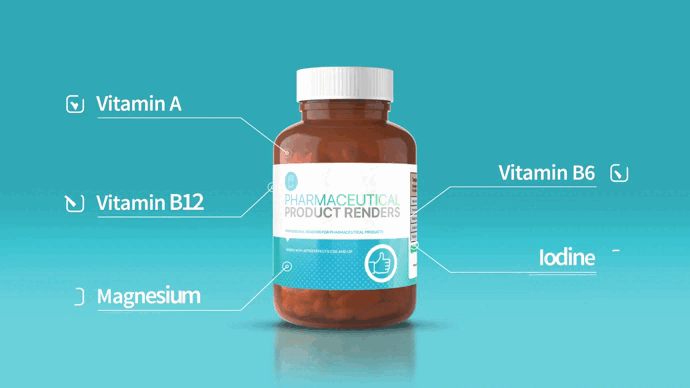 Vitamin A
Vitamin B12
Magnesium
Vitamin B6
Iodine
PHARMACEUTICAL
PRODUCT RENDERS